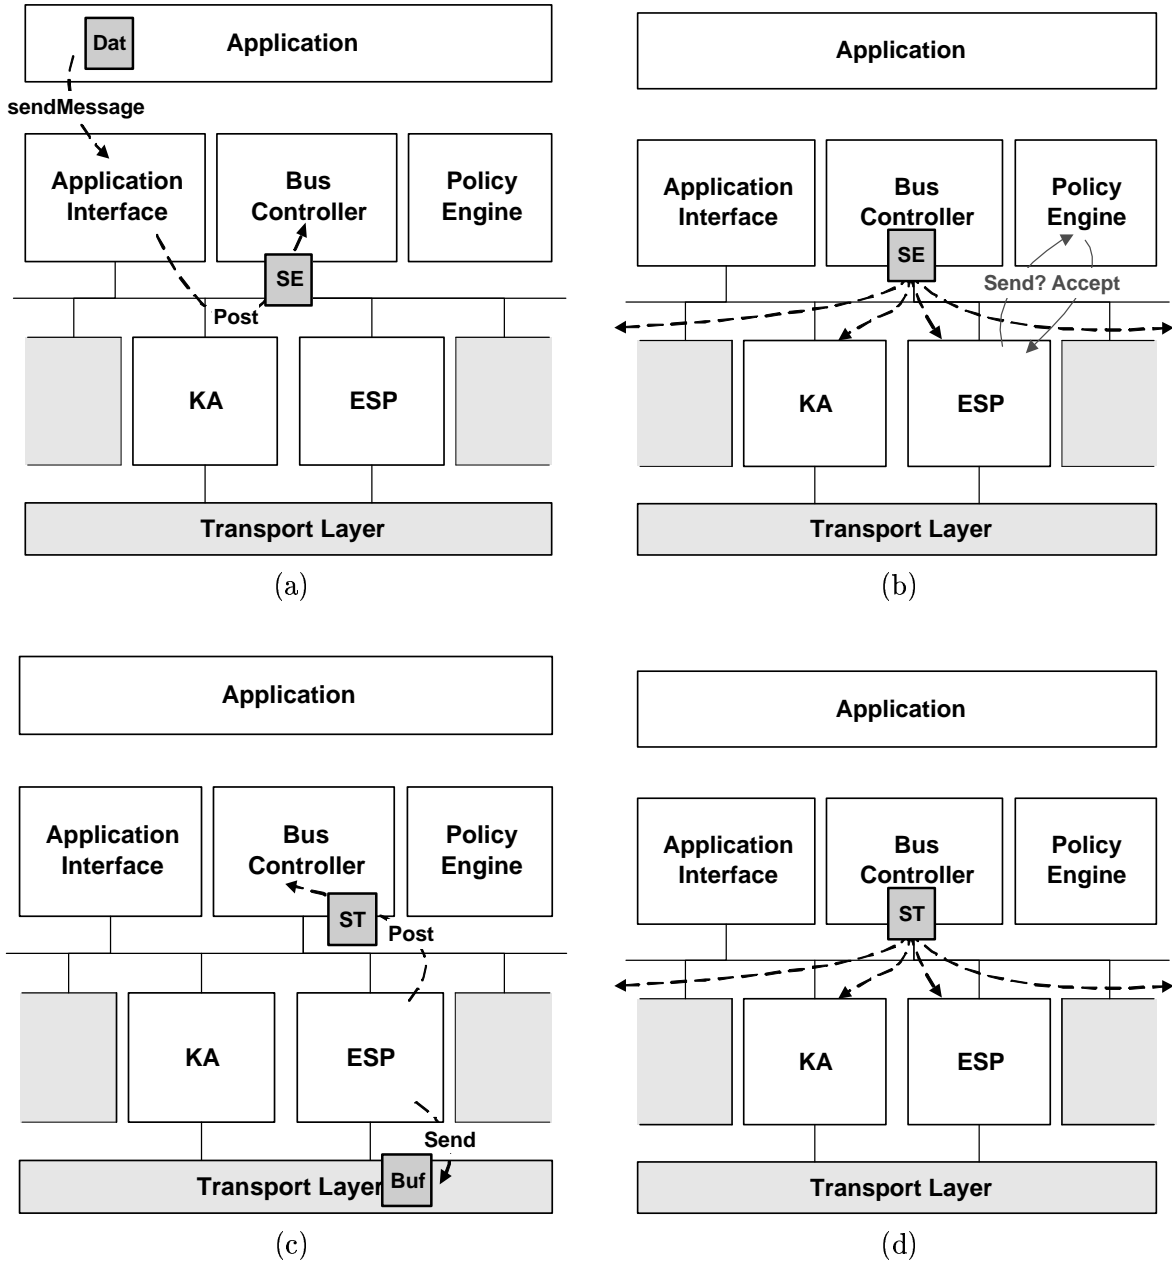 Dat
Application
sendMessage
Application
Interface
Bus
Controller
Policy
Engine
SE
Post
KA
ESP
Transport Layer
(a)
Application
Application
Interface
Bus
Controller
Policy
Engine
SE
Send? Accept
KA
ESP
Transport Layer
(b)
Application
Application
Interface
Bus
Controller
Policy
Engine
ST
Post
KA
ESP
Send
Transport Layer
Buf
(c)
Application
Application
Interface
Bus
Controller
Policy
Engine
ST
KA
ESP
Transport Layer
(d)